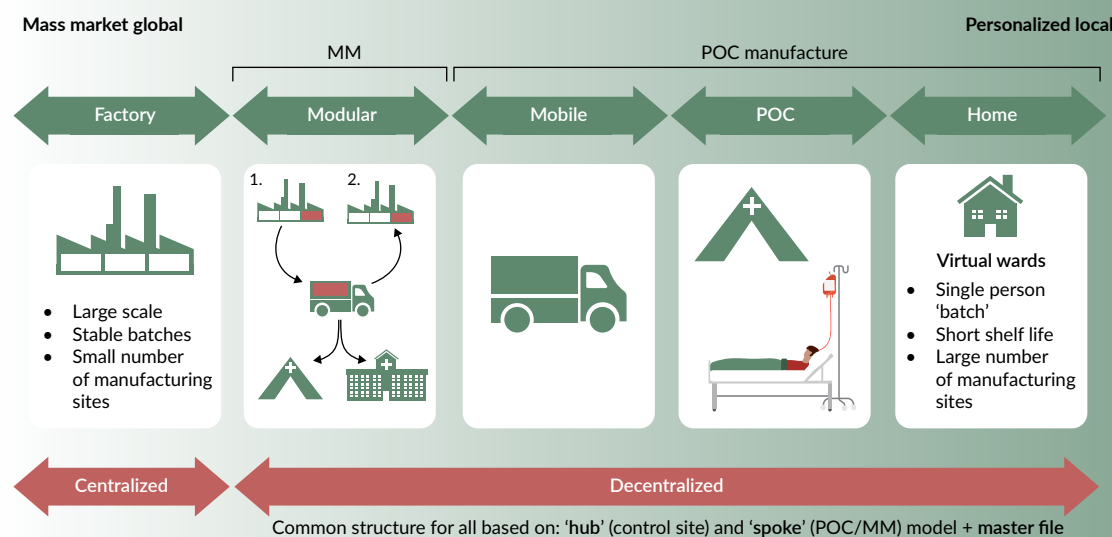 Mass market global
Personalized local
MM
POC manufacture
Factory
Modular
Mobile
POC
Home
1.
2.
• Large scale
• Stable batches
• Small number
of manufacturing
sites
Virtual wards
• Single person
‘batch’
• Short shelf life
• Large number
of manufacturing
sites
Centralized
Decentralized
Common structure for all based on: ‘hub’ (control site) and ‘spoke’ (POC/MM) model + master file